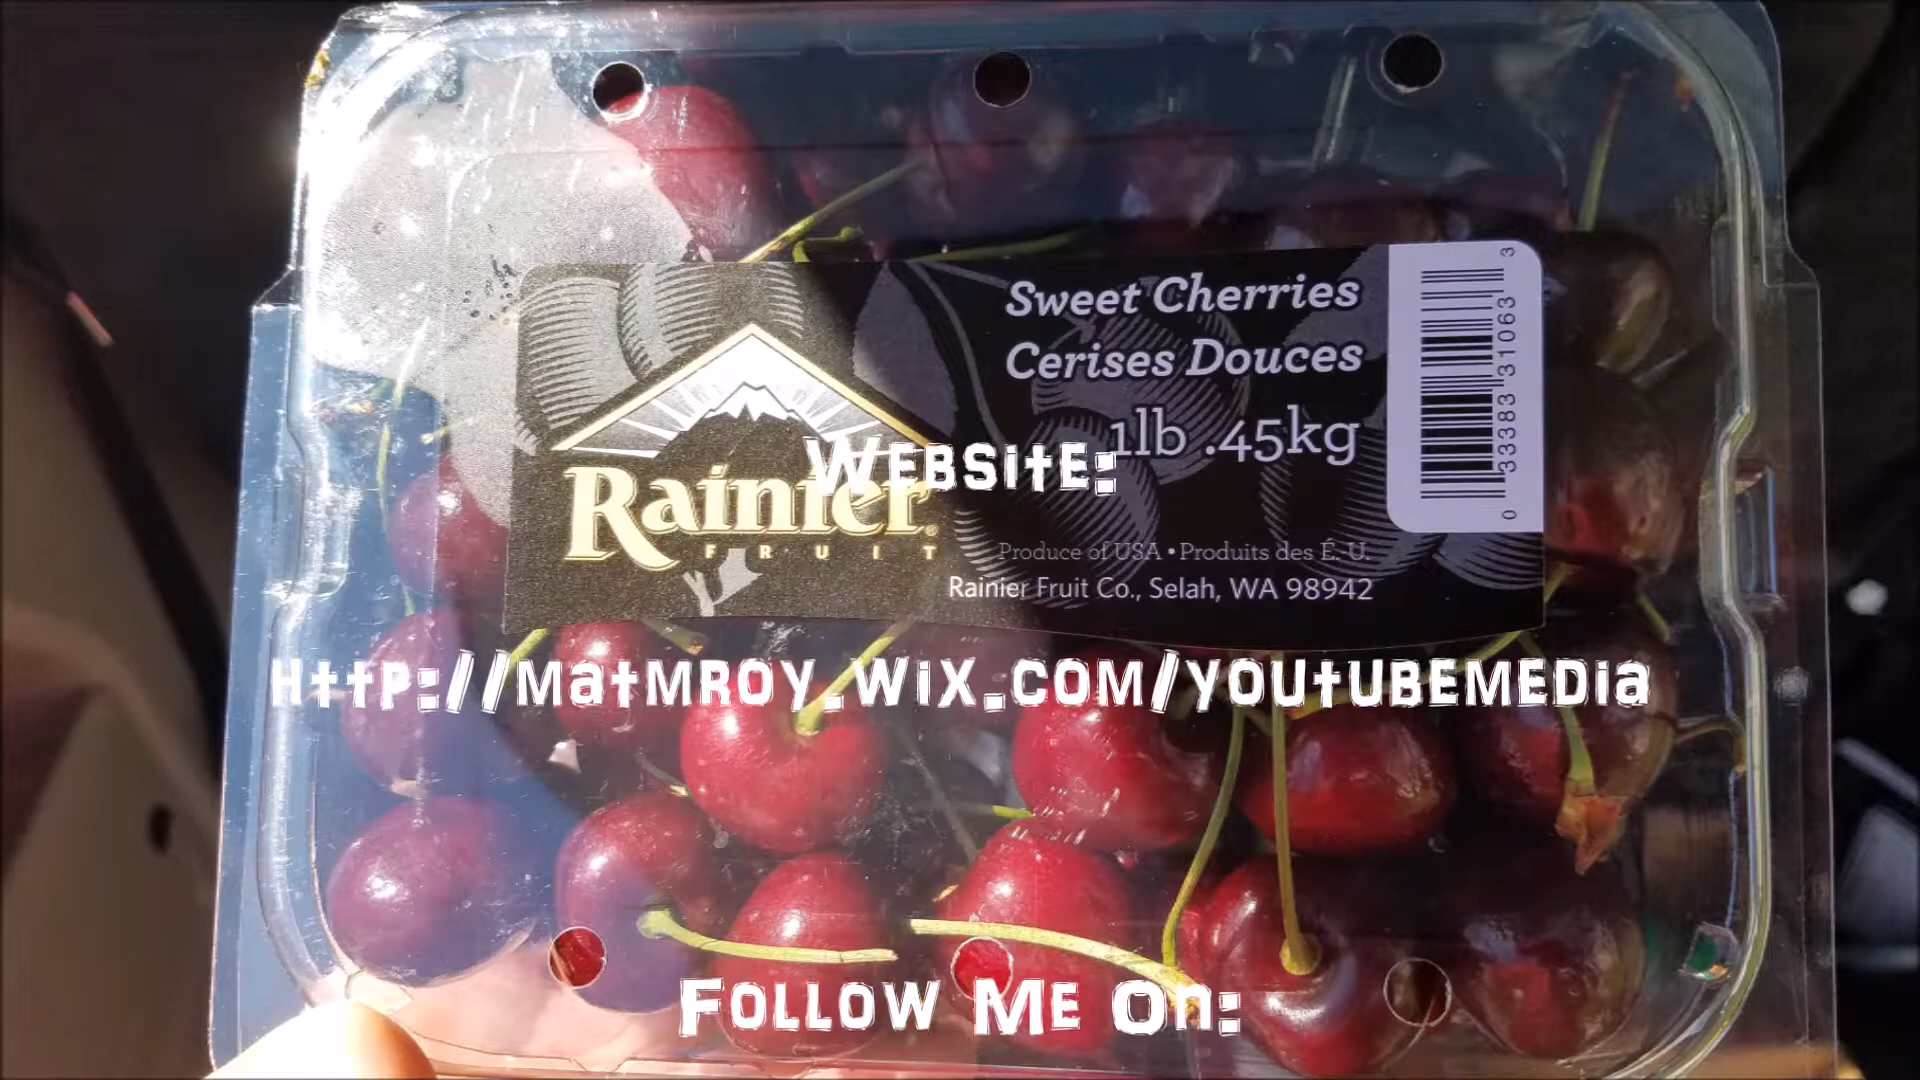 Sweet Cherries
Cerises Douces
1lb .45kg
Rainier®
FRUIT
Produce of USA • Produits des É.-U.
Rainier Fruit Co., Selah, WA 98942
0 33383 31063 3
Website:
Http://matmroy.wix.com/youtubemedia
Follow Me On: